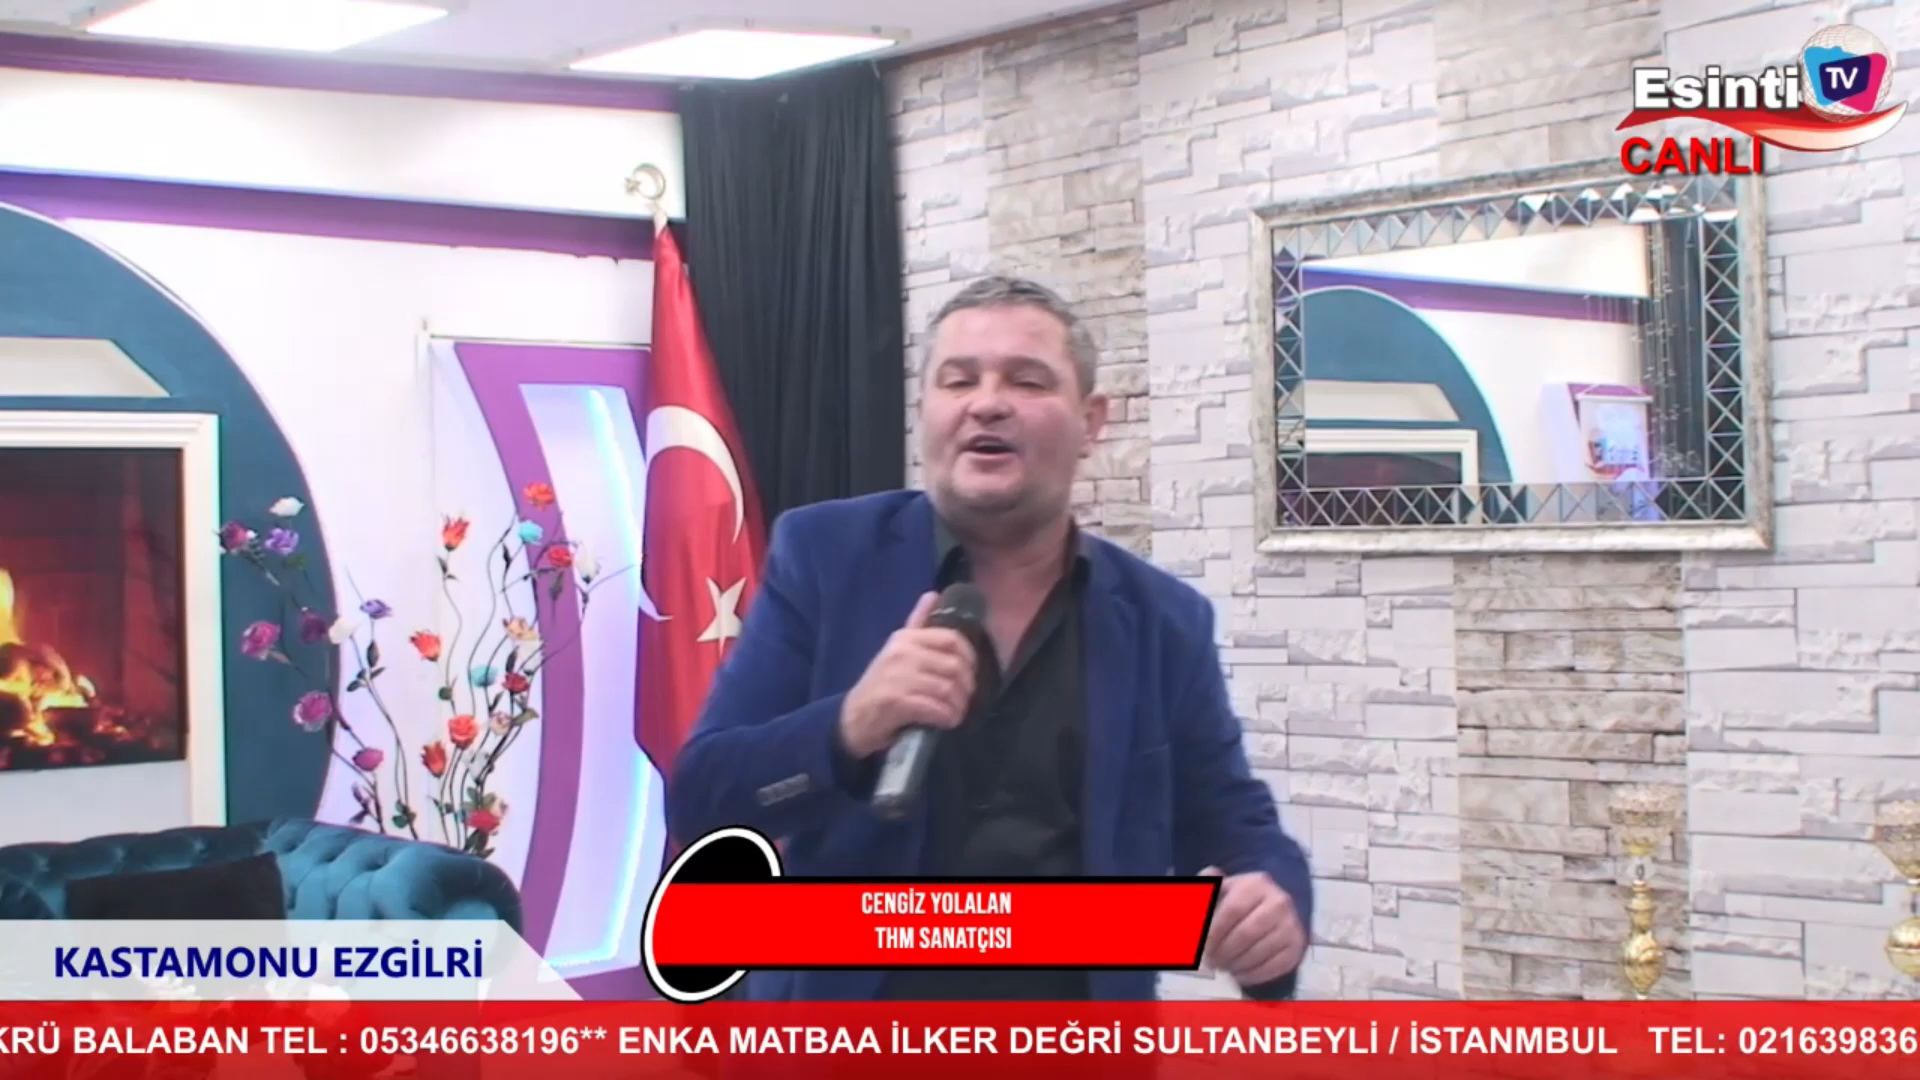 Esinti TV
CANLI
CENGİZ YOLALAN
THM SANATÇISI
KASTAMONU EZGİLRİ
KRÜ BALABAN TEL : 05346638196** ENKA MATBAA İLKER DEĞRİ SULTANBEYLİ / İSTANMBUL TEL: 021639836